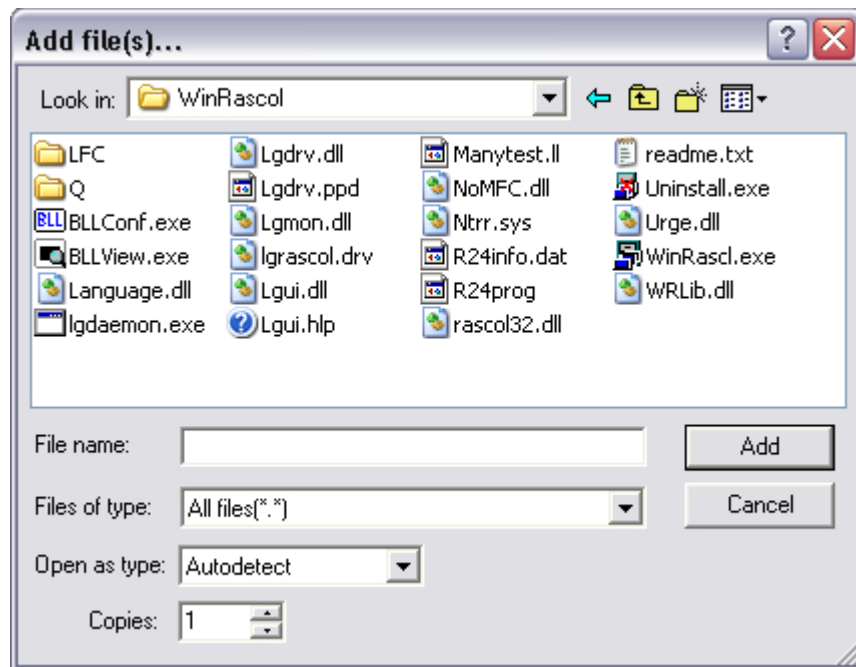 Add file(s)...
Look in: WinRascol
LFC
Q
BLL BLLConf.exe
BLLView.exe
Language.dll
lgdaemon.exe
Lgdrv.dll
Lgdrv.ppd
Lgmon.dll
lgrascol.drv
Lgui.dll
Lgui.hlp
Manytest.ll
NoMFC.dll
Ntrr.sys
R24info.dat
R24prog
rascol32.dll
readme.txt
Uninstall.exe
Urge.dll
WinRascl.exe
WRLib.dll
File name:
Add
Files of type: All files(*.*)
Cancel
Open as type: Autodetect
Copies: 1